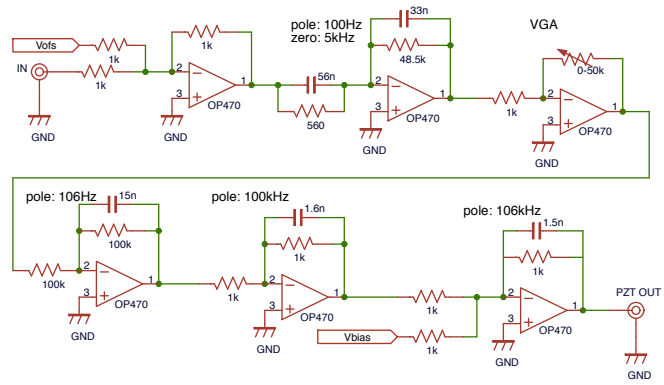 33n
pole: 100Hz
zero: 5kHz
VGA
Vofs
1k
1k
48.5k
0-50k
IN
56n
1k
2
1
2
1
1k
2
1
3
OP470
560
3
OP470
3
OP470
GND
GND
GND
GND
pole: 106Hz
15n
pole: 100kHz
1.6n
pole: 106kHz
1.5n
100k
1k
1k
PZT OUT
100k
2
1
1k
2
1
1k
2
1
3
OP470
3
OP470
3
OP470
Vbias
1k
GND
GND
GND
GND